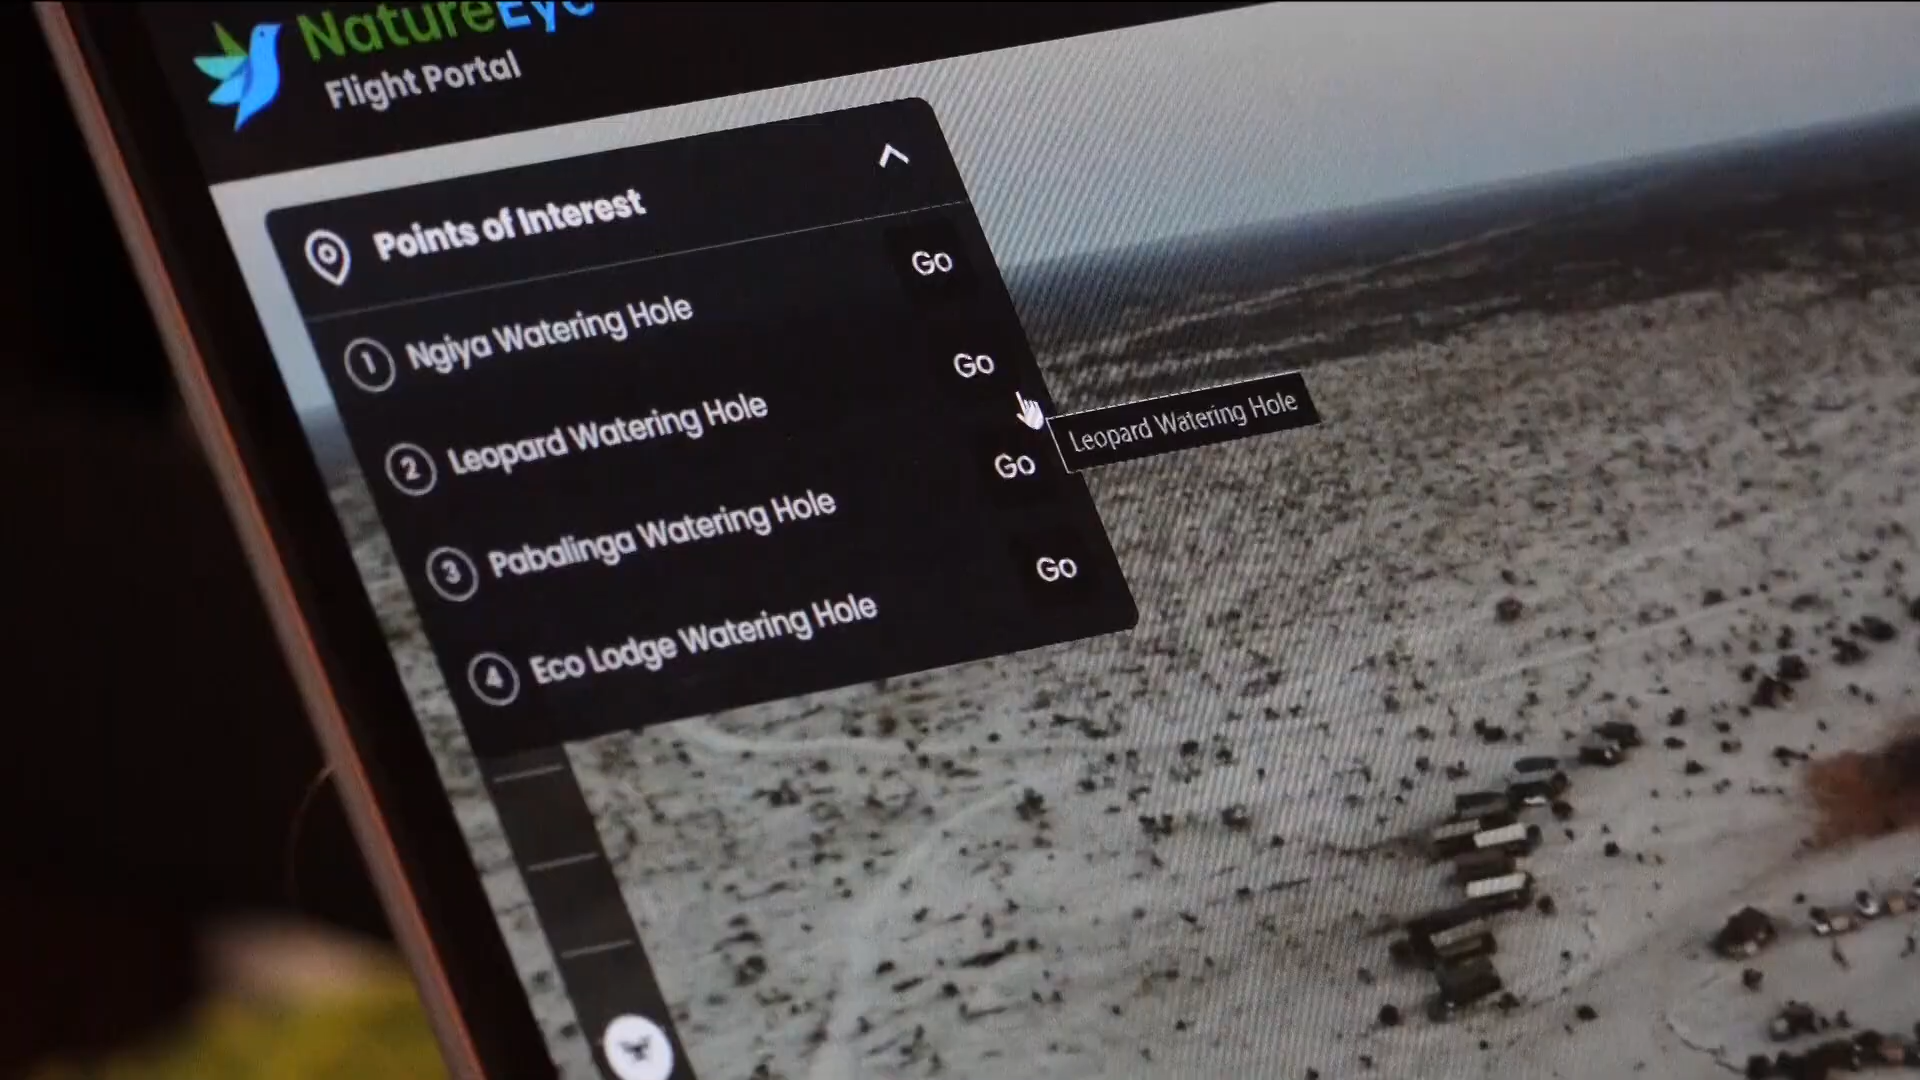 NatureEye
Flight Portal
Points of Interest
1 Ngiya Watering Hole Go
2 Leopard Watering Hole Go
Leopard Watering Hole
3 Pabalinga Watering Hole Go
4 Eco Lodge Watering Hole Go